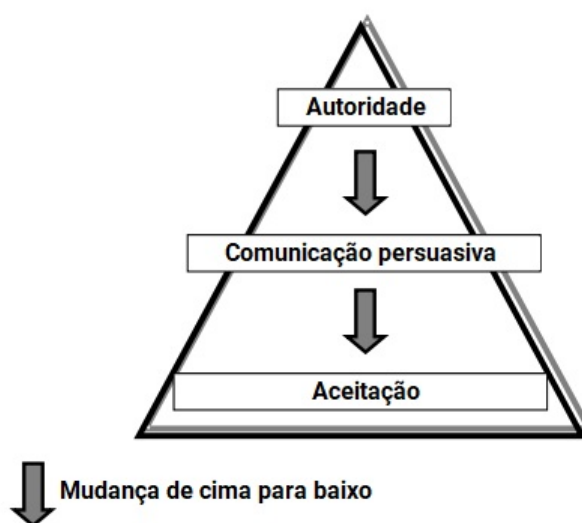 Autoridade
Comunicação persuasiva
Aceitação
Mudança de cima para baixo